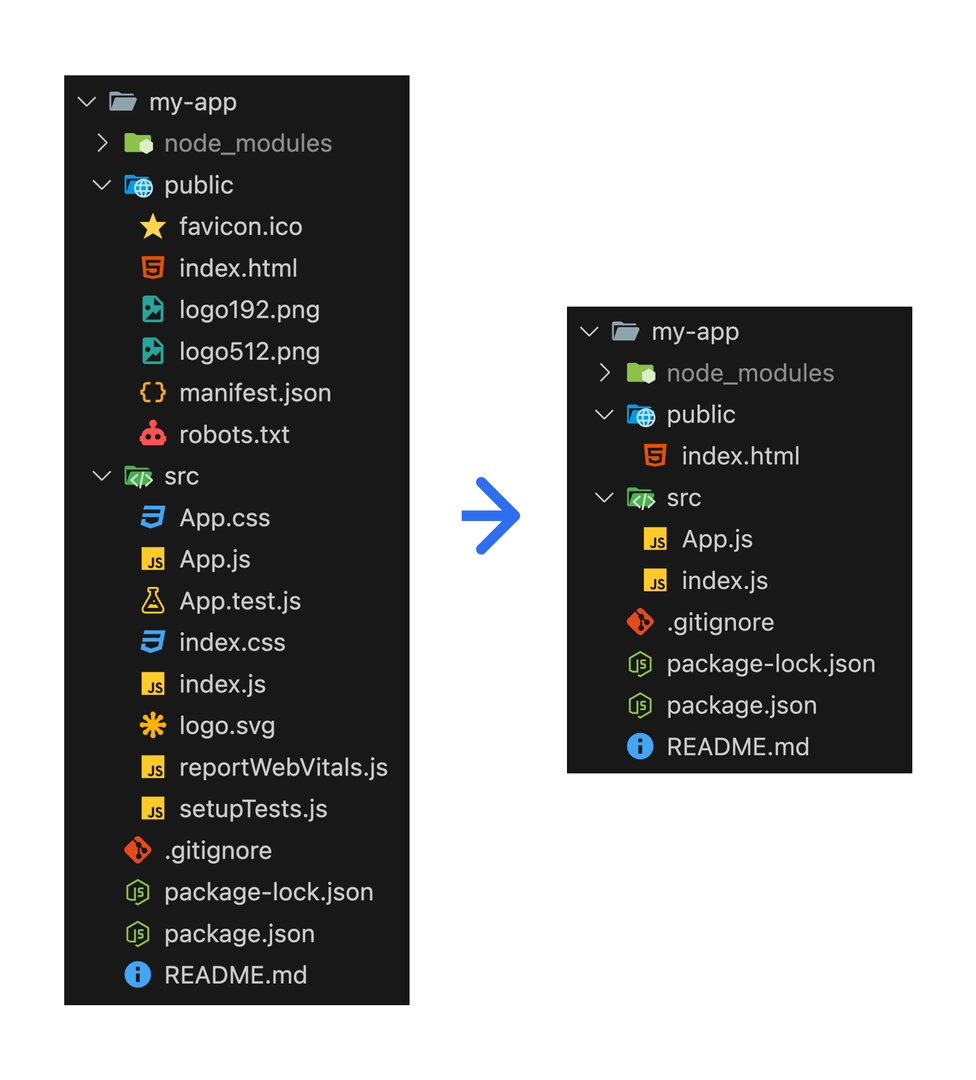 my-app
node_modules
public
favicon.ico
index.html
logo192.png
logo512.png
manifest.json
robots.txt
src
App.css
App.js
App.test.js
index.css
index.js
logo.svg
reportWebVitals.js
setupTests.js
.gitignore
package-lock.json
package.json
README.md
my-app
node_modules
public
index.html
src
App.js
index.js
.gitignore
package-lock.json
package.json
README.md